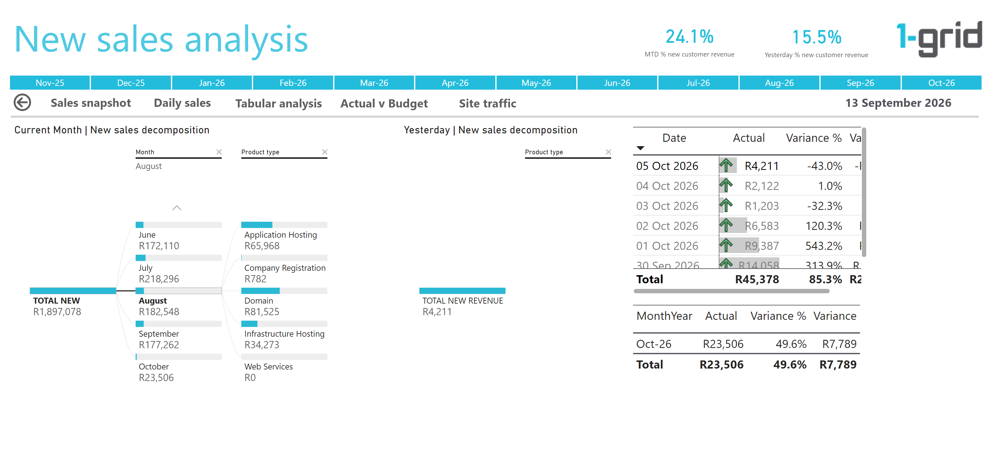 New sales analysis
24.1%
MTD % new customer revenue
15.5%
Yesterday % new customer revenue
1-grid
Nov-25 Dec-25 Jan-26 Feb-26 Mar-26 Apr-26 May-26 Jun-26 Jul-26 Aug-26 Sep-26 Oct-26
Sales snapshot Daily sales Tabular analysis Actual v Budget Site traffic 13 September 2026
Current Month | New sales decomposition
Month Product type
August
June
R172,110
July
R218,296
August
R182,548
September
R177,262
October
R23,506
TOTAL NEW
R1,897,078
Application Hosting
R65,968
Company Registration
R782
Domain
R81,525
Infrastructure Hosting
R34,273
Web Services
R0
Yesterday | New sales decomposition
Product type
TOTAL NEW REVENUE
R4,211
Date Actual Variance % Va
05 Oct 2026 R4,211 -43.0%
04 Oct 2026 R2,122 1.0%
03 Oct 2026 R1,203 -32.3%
02 Oct 2026 R6,583 120.3%
01 Oct 2026 R9,387 543.2%
30 Sep 2026 R14,058 313.9%
Total R45,378 85.3% R2
MonthYear Actual Variance % Variance
Oct-26 R23,506 49.6% R7,789
Total R23,506 49.6% R7,789